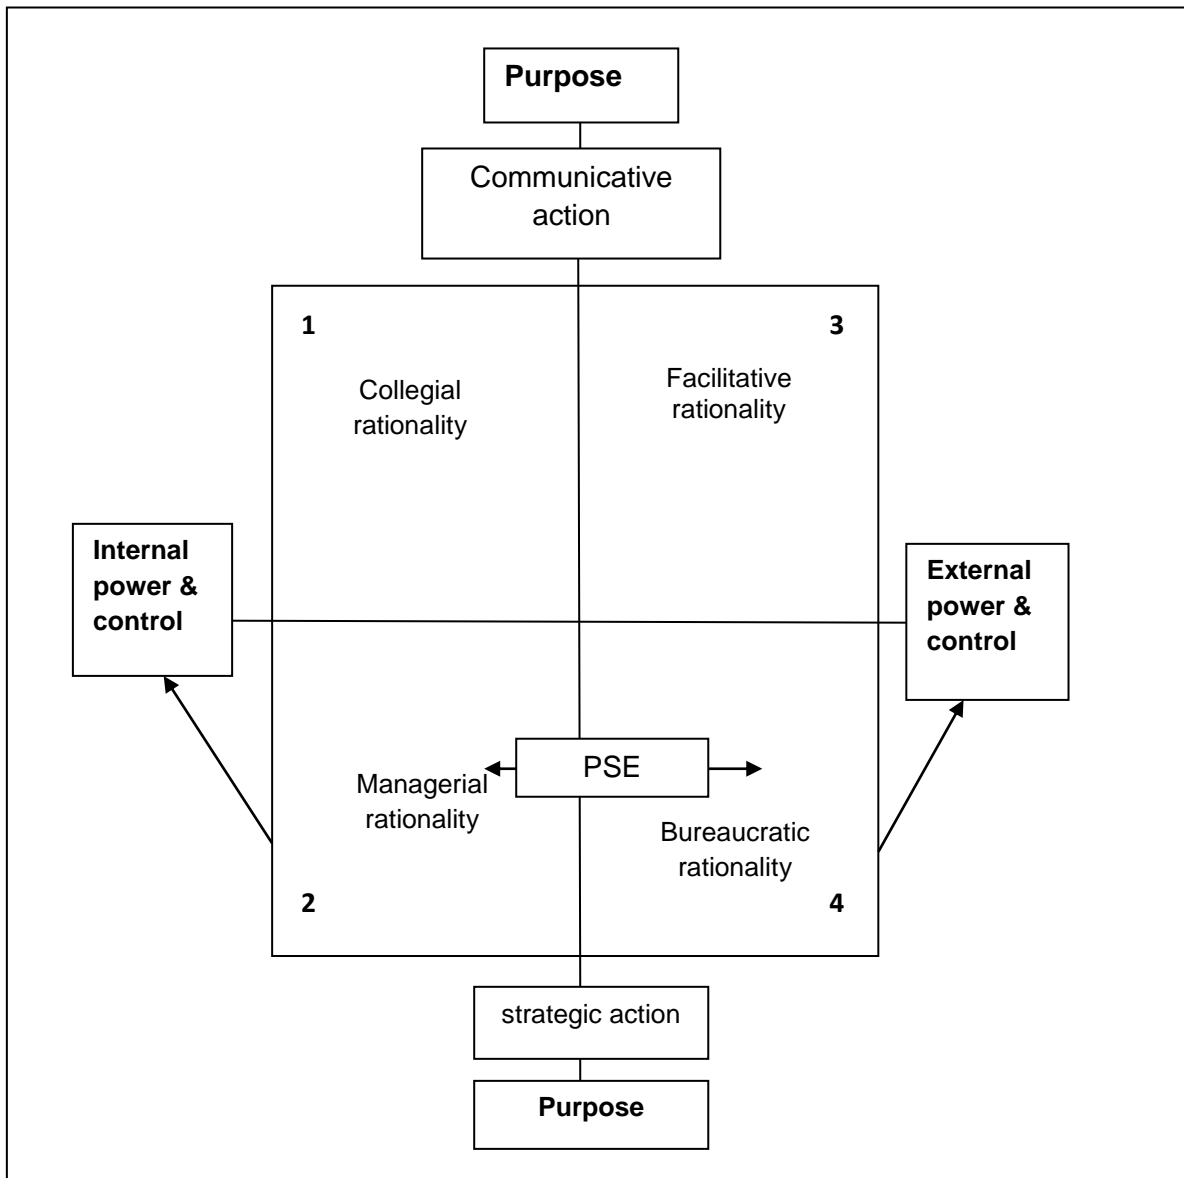 Purpose
Communicative
action
1
3
Collegial
rationality
Facilitative
rationality
Internal
power &
control
External
power &
control
PSE
Managerial
rationality
Bureaucratic
rationality
2
4
strategic action
Purpose